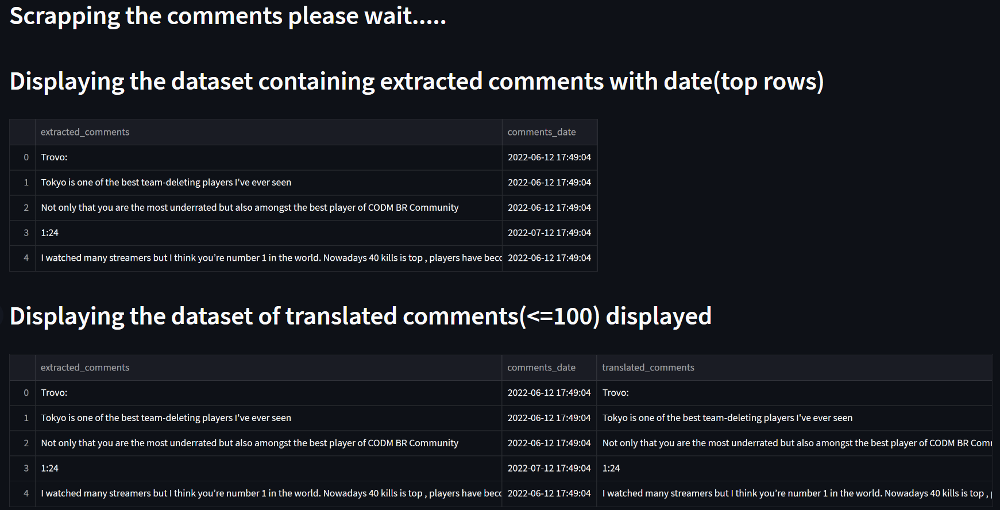 Scrapping the comments please wait.....
Displaying the dataset containing extracted comments with date(top rows)
extracted_comments comments_date
0 Trovo: 2022-06-12 17:49:04
1 Tokyo is one of the best team-deleting players I've ever seen 2022-06-12 17:49:04
2 Not only that you are the most underrated but also amongst the best player of CODM BR Community 2022-06-12 17:49:04
3 1:24 2022-07-12 17:49:04
4 I watched many streamers but I think you’re number 1 in the world. Nowadays 40 kills is top , players have becc 2022-06-12 17:49:04
Displaying the dataset of translated comments(<=100) displayed
extracted_comments comments_date translated_comments
0 Trovo: 2022-06-12 17:49:04 Trovo:
1 Tokyo is one of the best team-deleting players I've ever seen 2022-06-12 17:49:04 Tokyo is one of the best team-deleting players I've ever seen
2 Not only that you are the most underrated but also amongst the best player of CODM BR Community 2022-06-12 17:49:04 Not only that you are the most underrated but also amongst the best player of CODM BR Com
3 1:24 2022-07-12 17:49:04 1:24
4 I watched many streamers but I think you’re number 1 in the world. Nowadays 40 kills is top , players have becc 2022-06-12 17:49:04 I watched many streamers but I think you’re number 1 in the world. Nowadays 40 kills is top ,